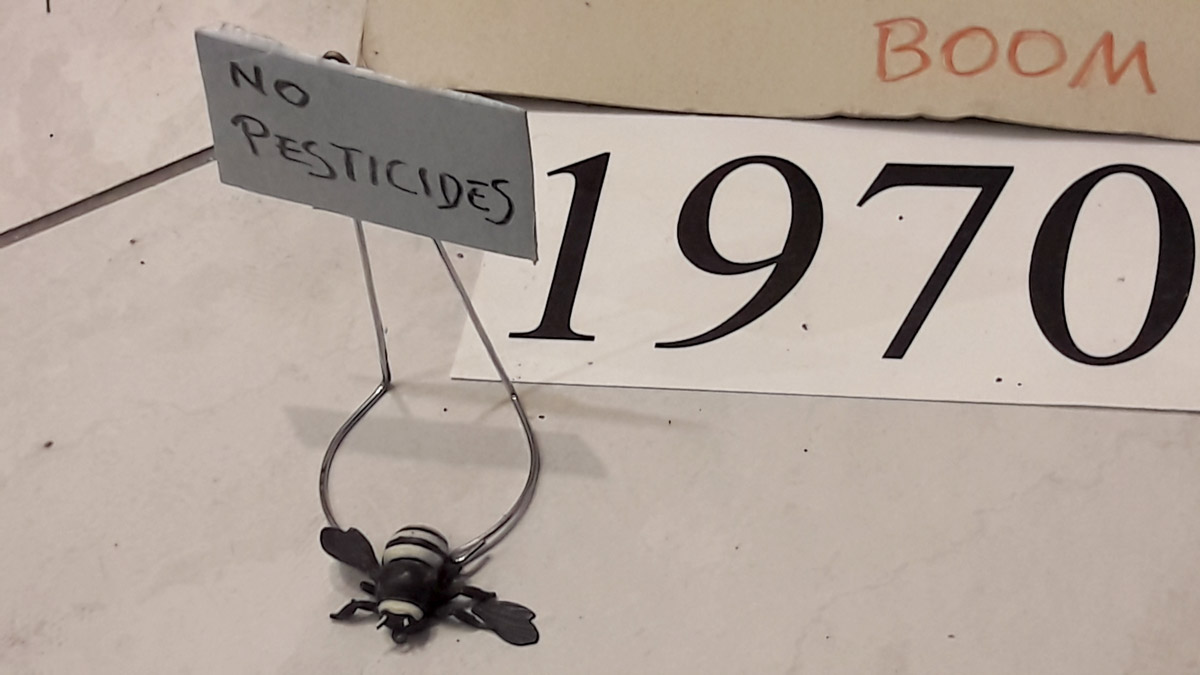 NO
PESTICIDES
BOOM
1970